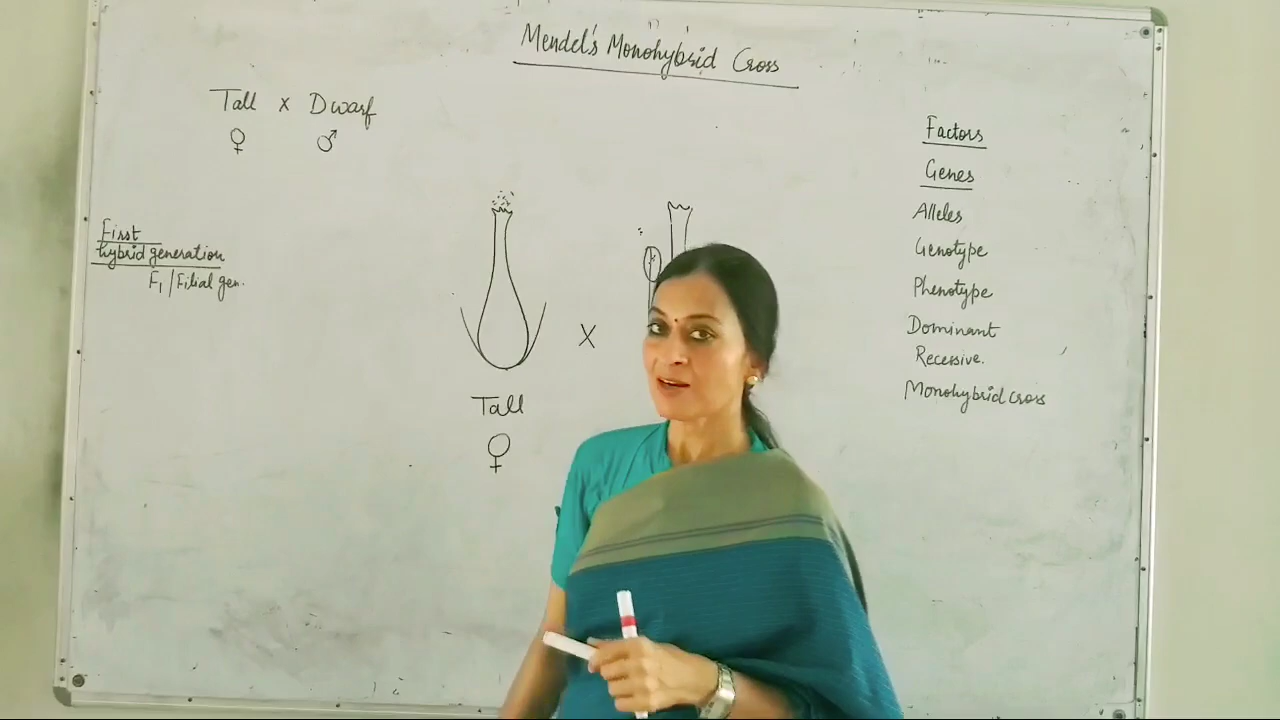 Mendel's Monohybrid Cross
Tall x Dwarf
♀ ♂
First
hybrid generation
F₁ / Filial gen.
X
Tall
♀
Factors
Genes
Alleles
Genotype
Phenotype
Dominant
Recessive.
Monohybrid cross